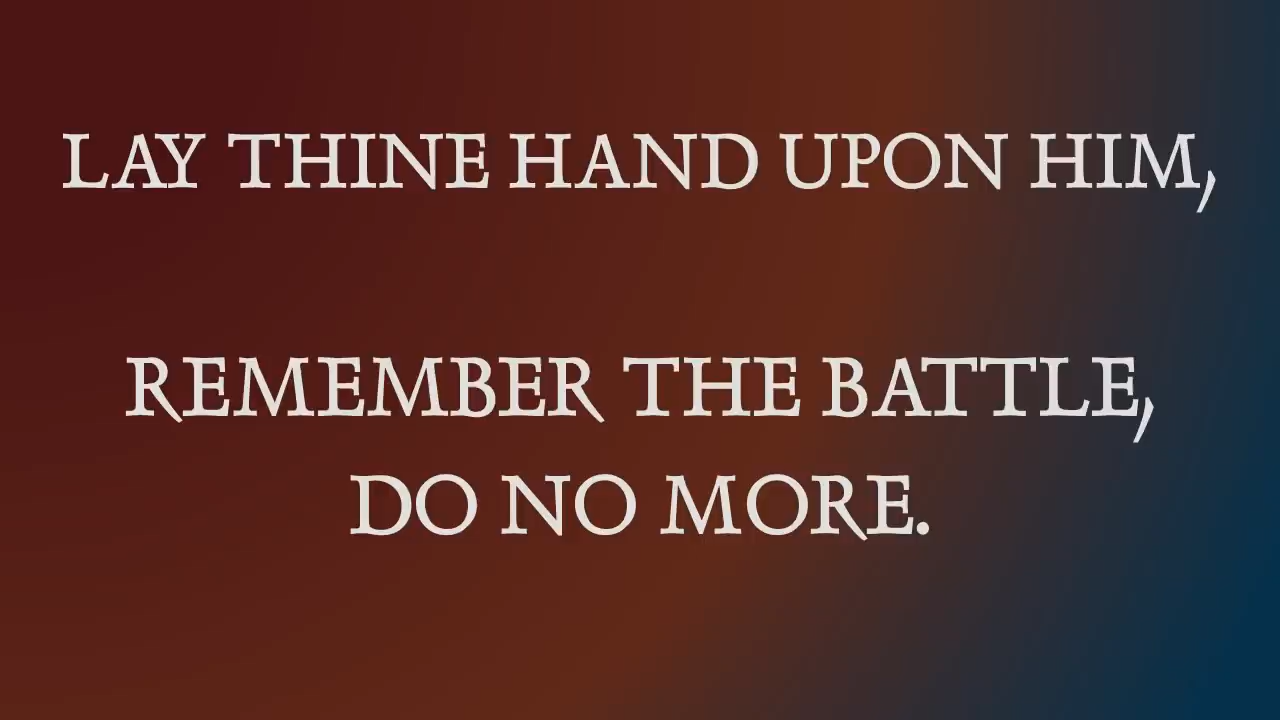 LAY THINE HAND UPON HIM,
REMEMBER THE BATTLE,
DO NO MORE.